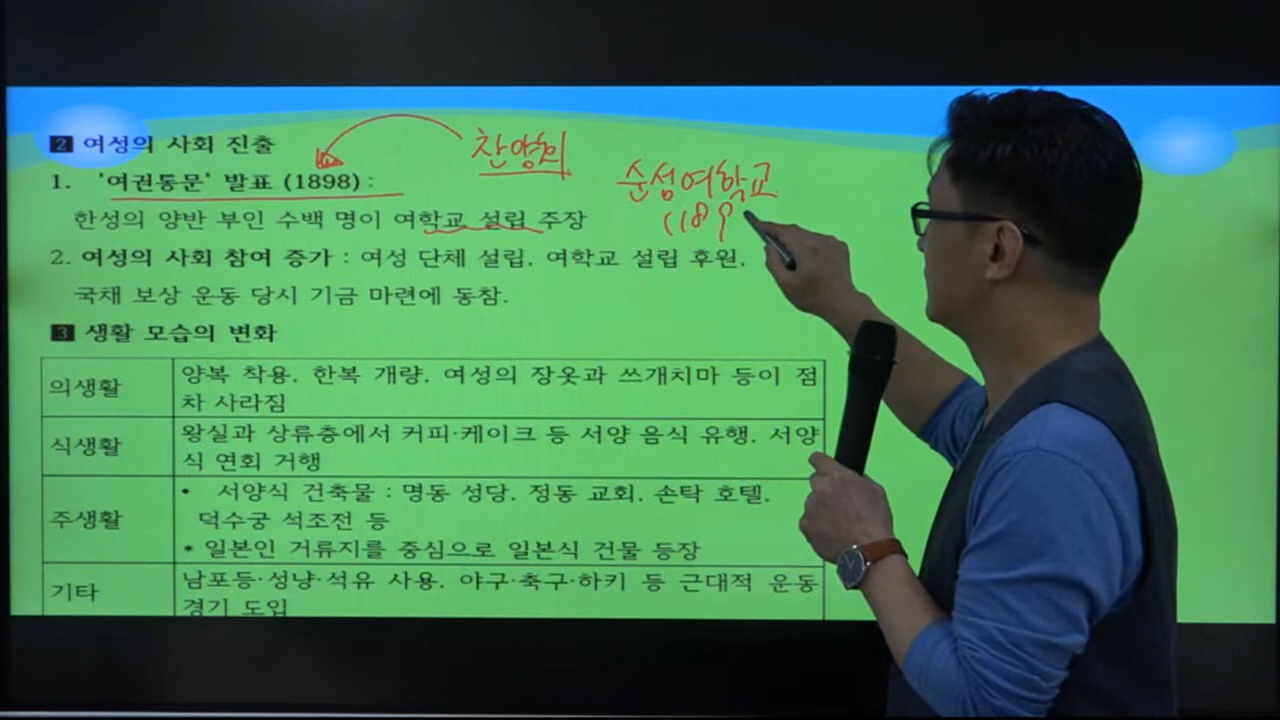 2 여성의 사회 진출
찬양회
1. '여권통문' 발표 (1898) :
순성여학교
한성의 양반 부인 수백 명이 여학교 설립 주장
(189
2. 여성의 사회 참여 증가 : 여성 단체 설립, 여학교 설립 후원,
국채 보상 운동 당시 기금 마련에 동참.
3 생활 모습의 변화
의생활
양복 착용, 한복 개량, 여성의 장옷과 쓰개치마 등이 점
차 사라짐
식생활
왕실과 상류층에서 커피·케이크 등 서양 음식 유행, 서양
식 연회 거행
주생활
• 서양식 건축물 : 명동 성당, 정동 교회, 손탁 호텔,
덕수궁 석조전 등
* 일본인 거류지를 중심으로 일본식 건물 등장
기타
남포등·성냥·석유 사용, 야구·축구·하키 등 근대적 운동
경기 도입